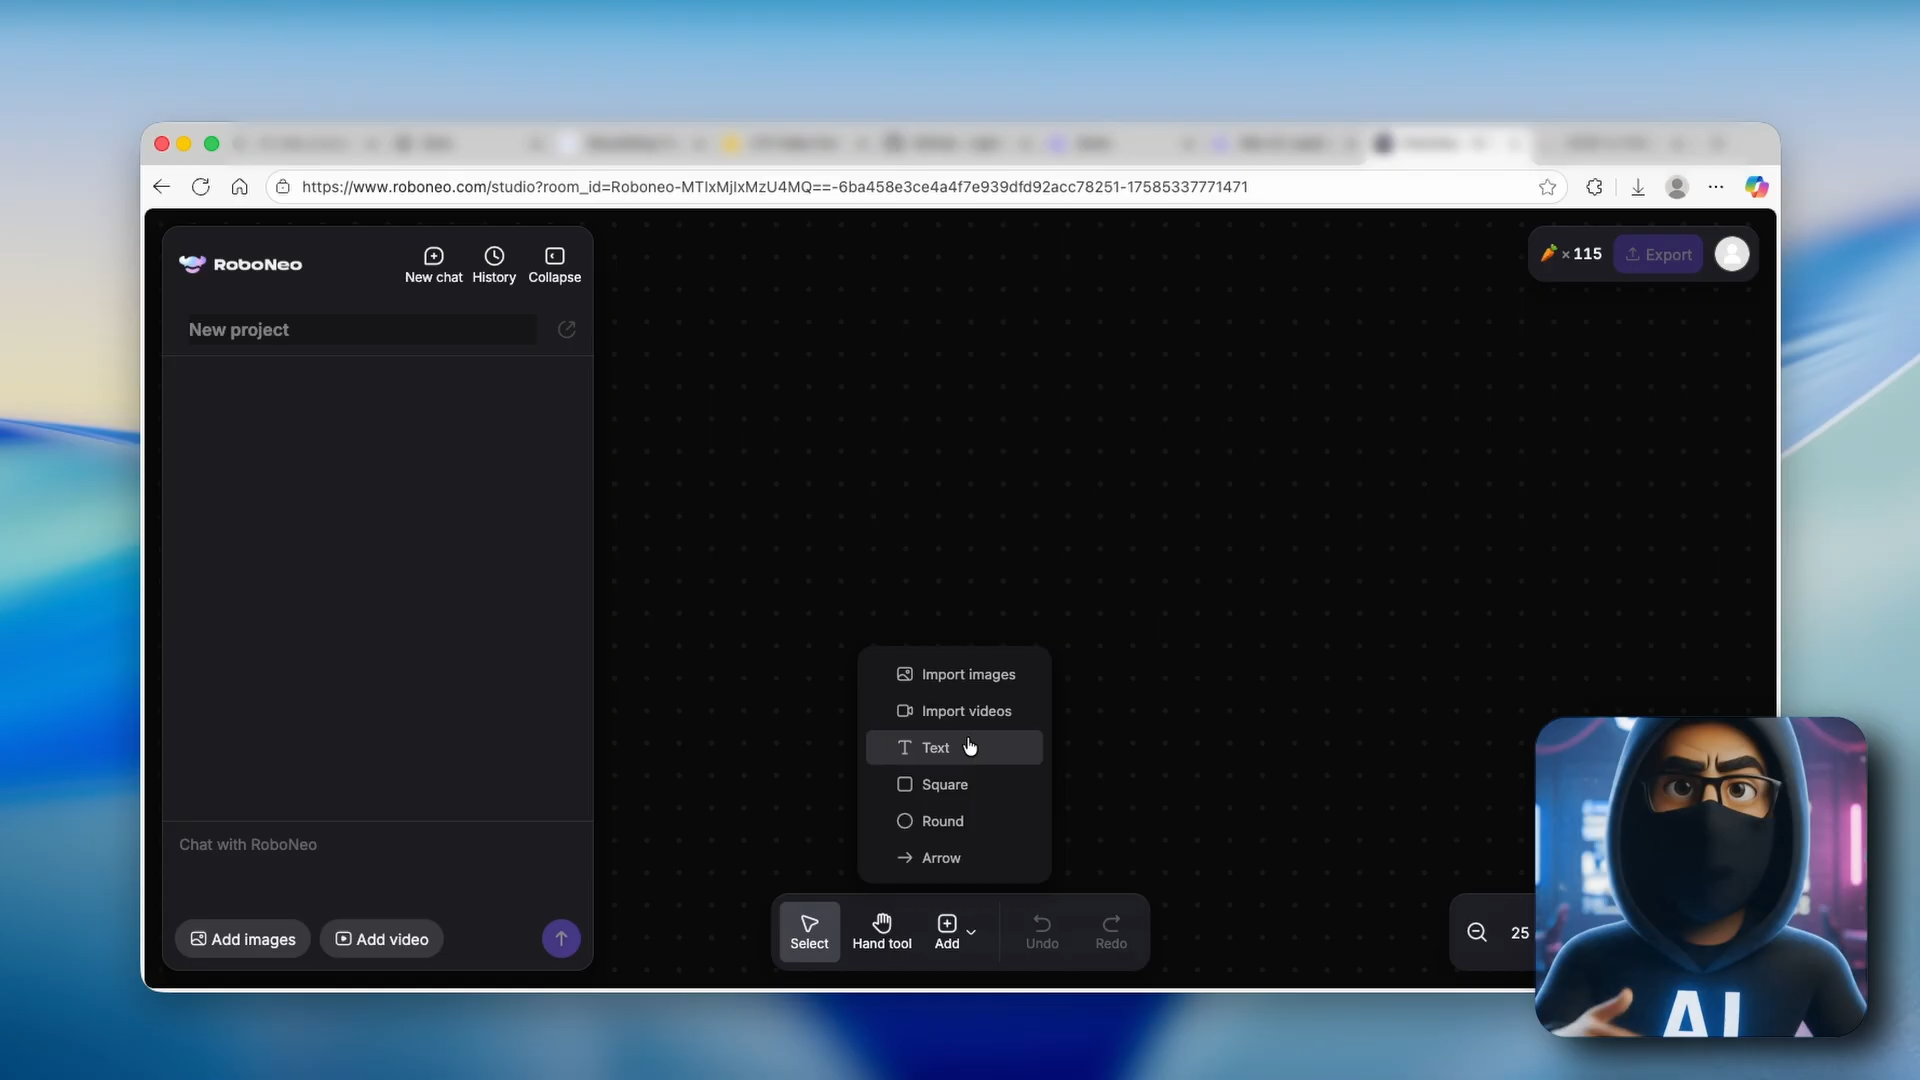 https://www.roboneo.com/studio?room_id=Roboneo-MTIxMjIxMzU4MQ==-6ba458e3ce4a4f7e939dfd92acc78251-17585337771471
RoboNeo
New chat
History
Collapse
× 115
Export
New project
Import images
Import videos
Text
Square
Round
Arrow
Chat with RoboNeo
Add images
Add video
Select
Hand tool
Add
Undo
Redo
25
AI